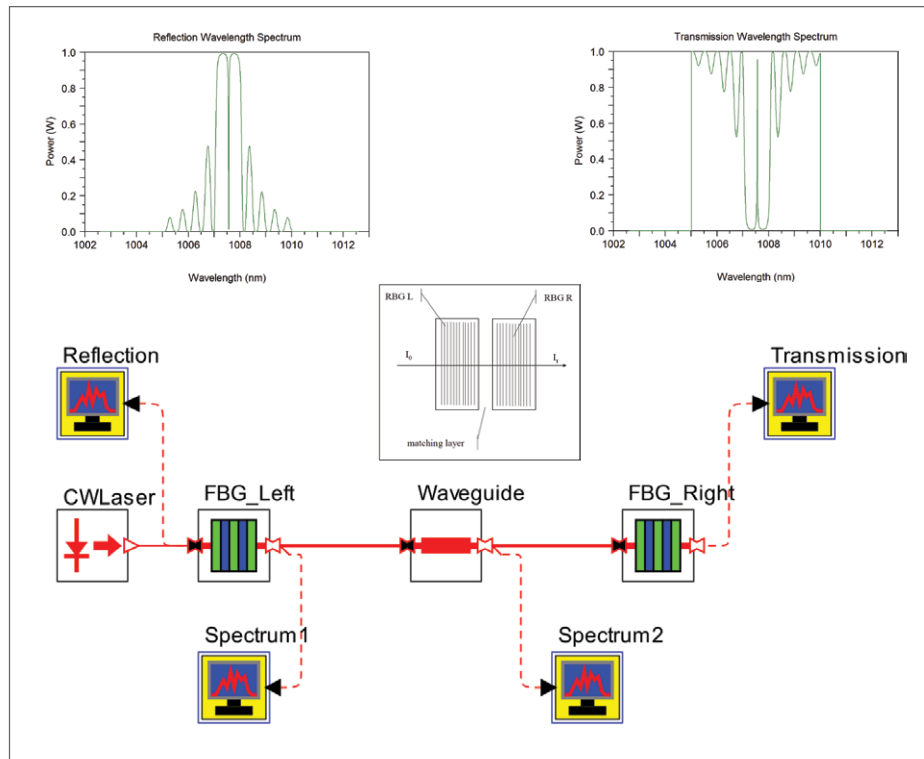 Reflection Wavelength Spectrum
1.0
0.8
0.6
0.4
0.2
0.0
Power (W)
1002 1004 1006 1008 1010 1012
Wavelength (nm)
Transmission Wavelength Spectrum
1.0
0.8
0.6
0.4
0.2
0.0
Power (W)
1002 1004 1006 1008 1010 1012
Wavelength (nm)
RBG L
RBG R
I0
I1
matching layer
Reflection
Transmission
CWLaser
FBG_Left
Waveguide
FBG_Right
Spectrum1
Spectrum2